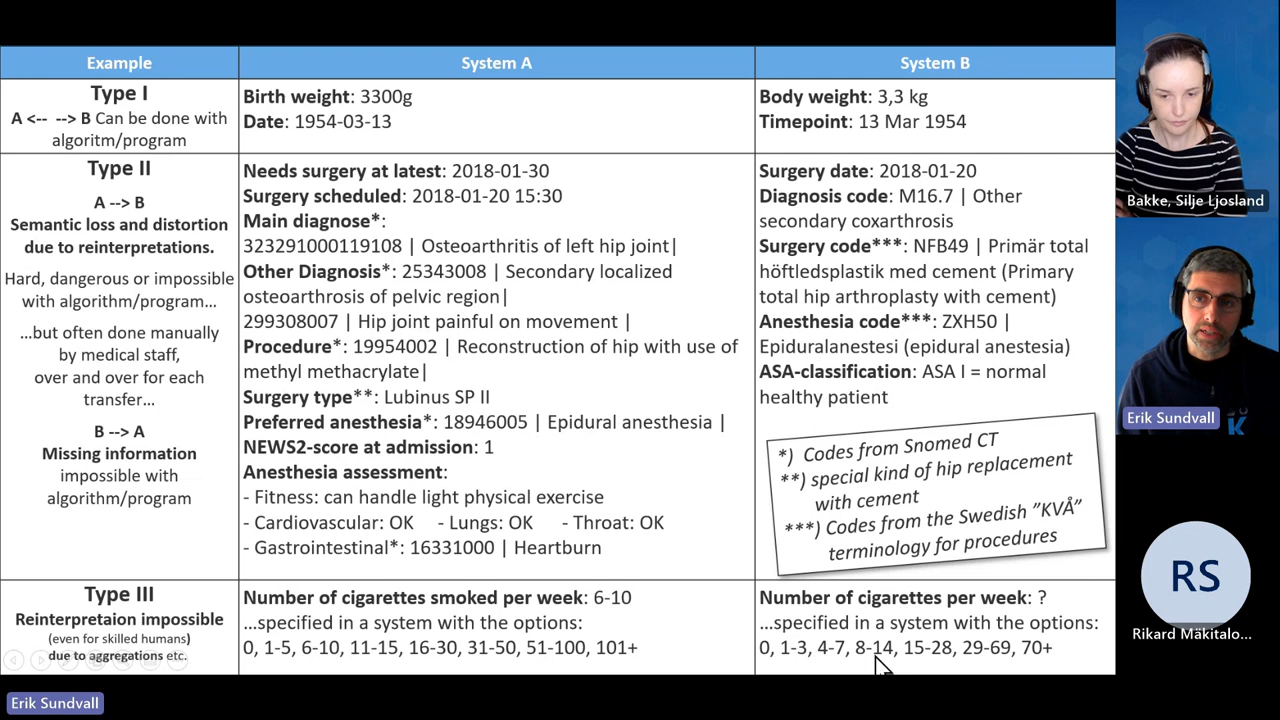 Example
System A
System B
Type I
A <-- --> B Can be done with
algoritm/program
Birth weight: 3300g
Date: 1954-03-13
Body weight: 3,3 kg
Timepoint: 13 Mar 1954
Type II
A --> B
Semantic loss and distortion
due to reinterpretations.
Hard, dangerous or impossible
with algorithm/program…
…but often done manually
by medical staff,
over and over for each
transfer…
B --> A
Missing information
impossible with
algorithm/program
Needs surgery at latest: 2018-01-30
Surgery scheduled: 2018-01-20 15:30
Main diagnose*:
323291000119108 | Osteoarthritis of left hip joint|
Other Diagnosis*: 25343008 | Secondary localized
osteoarthrosis of pelvic region|
299308007 | Hip joint painful on movement |
Procedure*: 19954002 | Reconstruction of hip with use of
methyl methacrylate|
Surgery type**: Lubinus SP II
Preferred anesthesia*: 18946005 | Epidural anesthesia |
NEWS2-score at admission: 1
Anesthesia assessment:
- Fitness: can handle light physical exercise
- Cardiovascular: OK - Lungs: OK - Throat: OK
- Gastrointestinal*: 16331000 | Heartburn
Surgery date: 2018-01-20
Diagnosis code: M16.7 | Other
secondary coxarthrosis
Surgery code***: NFB49 | Primär total
höftledsplastik med cement (Primary
total hip arthroplasty with cement)
Anesthesia code***: ZXH50 |
Epiduralanestesi (epidural anestesia)
ASA-classification: ASA I = normal
healthy patient
*) Codes from Snomed CT
**) special kind of hip replacement
with cement
***) Codes from the Swedish ”KVÅ”
terminology for procedures
Type III
Reinterpretaion impossible
(even for skilled humans)
due to aggregations etc.
Number of cigarettes smoked per week: 6-10
…specified in a system with the options:
0, 1-5, 6-10, 11-15, 16-30, 31-50, 51-100, 101+
Number of cigarettes per week: ?
…specified in a system with the options:
0, 1-3, 4-7, 8-14, 15-28, 29-69, 70+
Bakke, Silje Ljosland
Erik Sundvall
K
RS
Rikard Mäkitalo…
Erik Sundvall